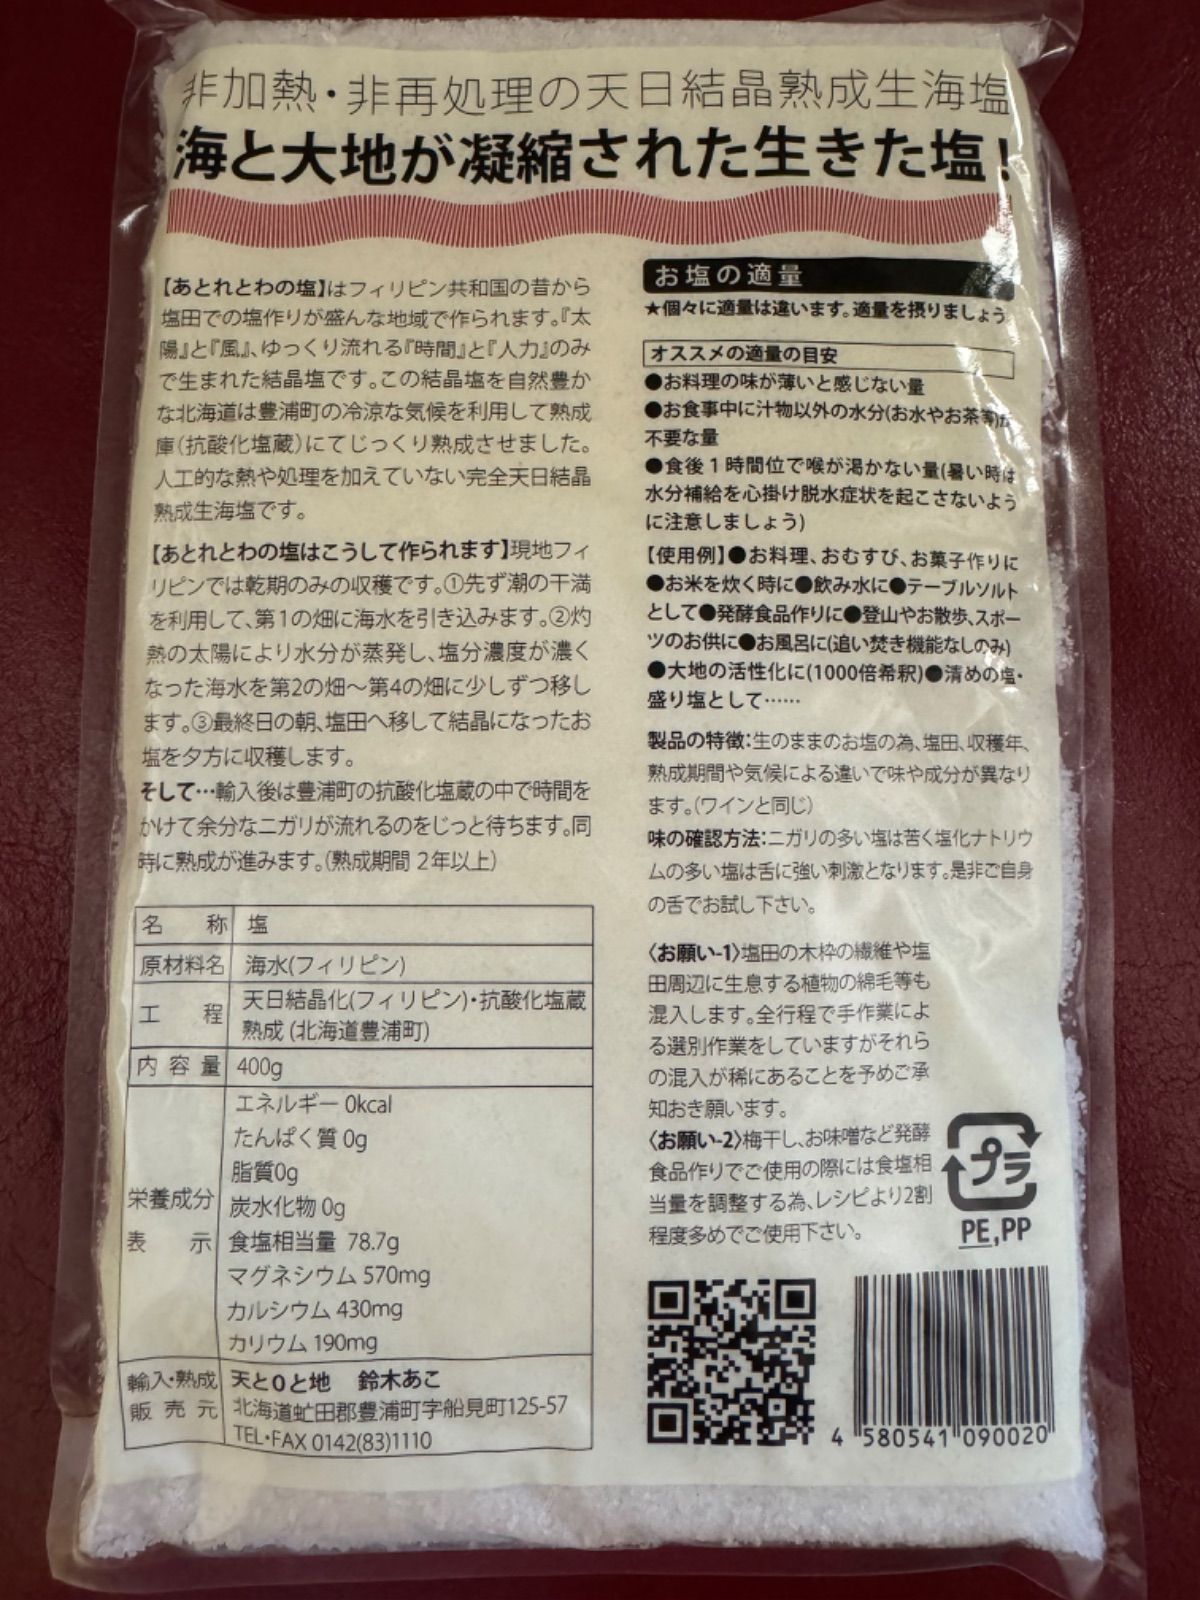 非加熱・非再処理の天日結晶熟成生海塩
海と大地が凝縮された生きた塩！
【あとれとわの塩】はフィリピン共和国の昔から
塩田での塩作りが盛んな地域で作られます。『太
陽』と『風』、ゆっくり流れる『時間』と『人力』のみ
で生まれた結晶塩です。この結晶塩を自然豊か
な北海道は豊浦町の冷涼な気候を利用して熟成
庫(抗酸化塩蔵)にてじっくり熟成させました。
人工的な熱や処理を加えていない完全天日結晶
熟成生海塩です。
【あとれとわの塩はこうして作られます】現地フィ
リピンでは乾期のみの収穫です。①先ず潮の干満
を利用して、第1の畑に海水を引き込みます。②灼
熱の太陽により水分が蒸発し、塩分濃度が濃く
なった海水を第2の畑〜第4の畑に少しずつ移し
ます。③最終日の朝、塩田へ移して結晶になったお
塩を夕方に収穫します。
そして…輸入後は豊浦町の抗酸化塩蔵の中で時間を
かけて余分なニガリが流れるのをじっと待ちます。同
時に熟成が進みます。(熟成期間 2年以上)
名称 塩
原材料名 海水(フィリピン)
工程 天日結晶化(フィリピン)・抗酸化塩蔵
熟成 (北海道豊浦町)
内容量 400g
栄養成分
表示
エネルギー 0kcal
たんぱく質 0g
脂質0g
炭水化物 0g
食塩相当量 78.7g
マグネシウム 570mg
カルシウム 430mg
カリウム 190mg
輸入・熟成
販売元
天と0と地 鈴木あこ
北海道虻田郡豊浦町字船見町125-57
TEL・FAX 0142(83)1110
お塩の適量
★個々に適量は違います。適量を摂りましょう
オススメの適量の目安
●お料理の味が薄いと感じない量
●お食事中に汁物以外の水分(お水やお茶等)が
不要な量
●食後１時間位で喉が渇かない量(暑い時は
水分補給を心掛け脱水症状を起こさないよう
に注意しましょう)
【使用例】●お料理、おむすび、お菓子作りに
●お米を炊く時に●飲み水に●テーブルソルト
として●発酵食品作りに●登山やお散歩、スポー
ツのお供に●お風呂に(追い焚き機能なしのみ)
●大地の活性化に(1000倍希釈)●清めの塩・
盛り塩として……
製品の特徴：生のままのお塩の為、塩田、収穫年、
熟成期間や気候による違いで味や成分が異なり
ます。(ワインと同じ)
味の確認方法：ニガリの多い塩は苦く塩化ナトリウ
ムの多い塩は舌に強い刺激となります。是非ご自身
の舌でお試し下さい。
〈お願い-1〉塩田の木枠の繊維や塩
田周辺に生息する植物の綿毛等も
混入します。全行程で手作業によ
る選別作業をしていますがそれら
の混入が稀にあることを予めご承
知おき願います。
〈お願い-2〉梅干し、お味噌など発酵
食品作りでご使用の際には食塩相
当量を調整する為、レシピより2割
程度多めでご使用下さい。
プラ
PE,PP
4 580541 090020